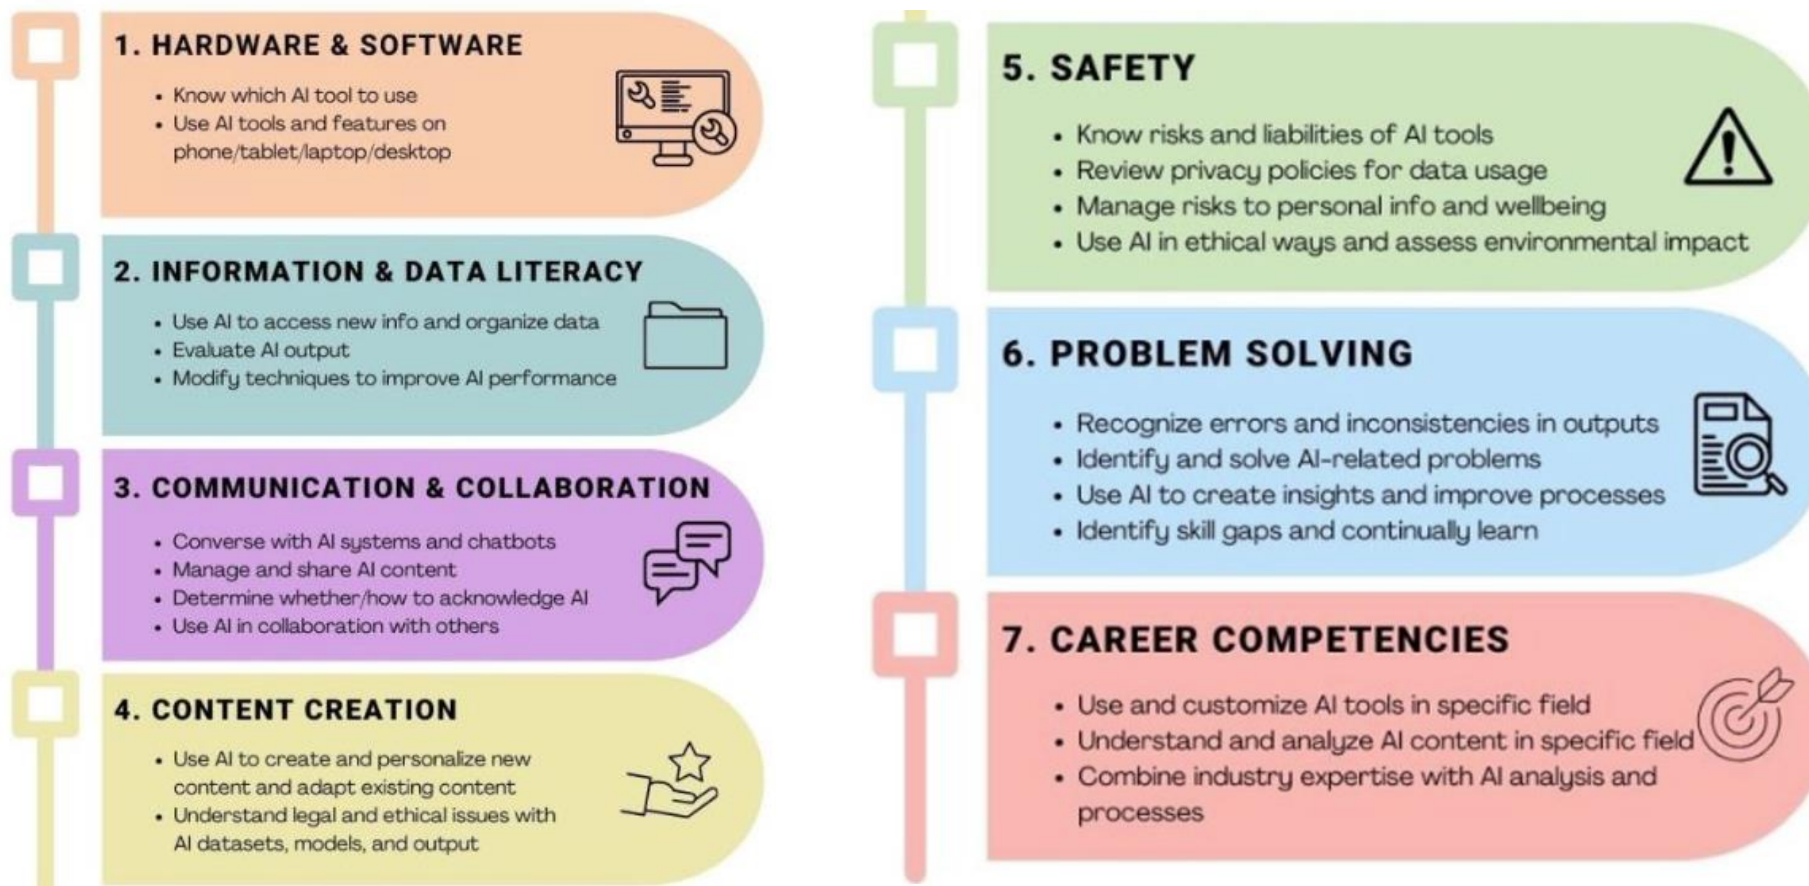 1. HARDWARE & SOFTWARE
• Know which AI tool to use
• Use AI tools and features on
phone/tablet/laptop/desktop
2. INFORMATION & DATA LITERACY
• Use AI to access new info and organize data
• Evaluate AI output
• Modify techniques to improve AI performance
3. COMMUNICATION & COLLABORATION
• Converse with AI systems and chatbots
• Manage and share AI content
• Determine whether/how to acknowledge AI
• Use AI in collaboration with others
4. CONTENT CREATION
• Use AI to create and personalize new
content and adapt existing content
• Understand legal and ethical issues with
AI datasets, models, and output
5. SAFETY
• Know risks and liabilities of AI tools
• Review privacy policies for data usage
• Manage risks to personal info and wellbeing
• Use AI in ethical ways and assess environmental impact
6. PROBLEM SOLVING
• Recognize errors and inconsistencies in outputs
• Identify and solve AI-related problems
• Use AI to create insights and improve processes
• Identify skill gaps and continually learn
7. CAREER COMPETENCIES
• Use and customize AI tools in specific field
• Understand and analyze AI content in specific field
• Combine industry expertise with AI analysis and
processes